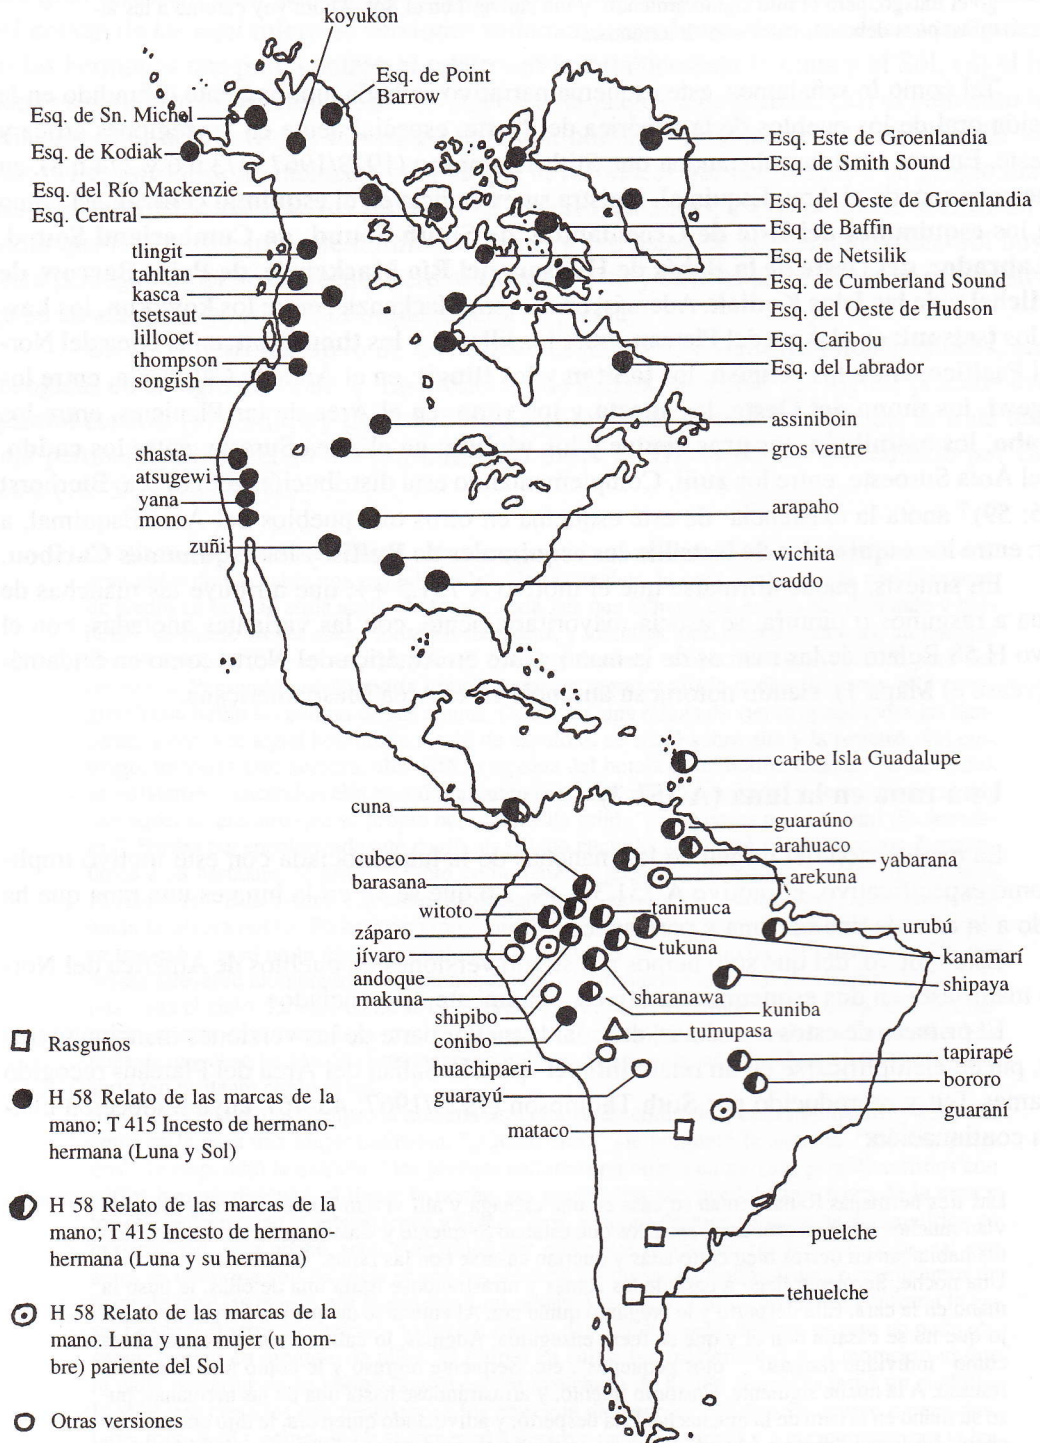 koyukon
Esq. de Point
Barrow
Esq. de Sn. Michel
Esq. de Kodiak
Esq. del Río Mackenzie
Esq. Central
tlingit
tahltan
kasca
tsetsaut
lillooet
thompson
songish
shasta
atsugewi
yana
mono
zuñi
Esq. Este de Groenlandia
Esq. de Smith Sound
Esq. del Oeste de Groenlandia
Esq. de Baffin
Esq. de Netsilik
Esq. de Cumberland Sound
Esq. del Oeste de Hudson
Esq. Caribou
Esq. del Labrador
assiniboin
gros ventre
arapaho
wichita
caddo
caribe Isla Guadalupe
cuna
guaraúno
arahuaco
cubeo
yabarana
barasana
arekuna
witoto
tanimuca
záparo
urubú
jívaro
tukuna
kanamarí
andoque
shipaya
makuna
sharanawa
shipibo
kuniba
conibo
tumupasa
huachipaeri
tapirapé
guarayú
bororo
guaraní
mataco
puelche
tehuelche
Rasguños
H 58 Relato de las marcas de la
mano; T 415 Incesto de hermano-
hermana (Luna y Sol)
H 58 Relato de las marcas de la
mano; T 415 Incesto de hermano-
hermana (Luna y su hermana)
H 58 Relato de las marcas de la
mano. Luna y una mujer (u hom-
bre) pariente del Sol
Otras versiones